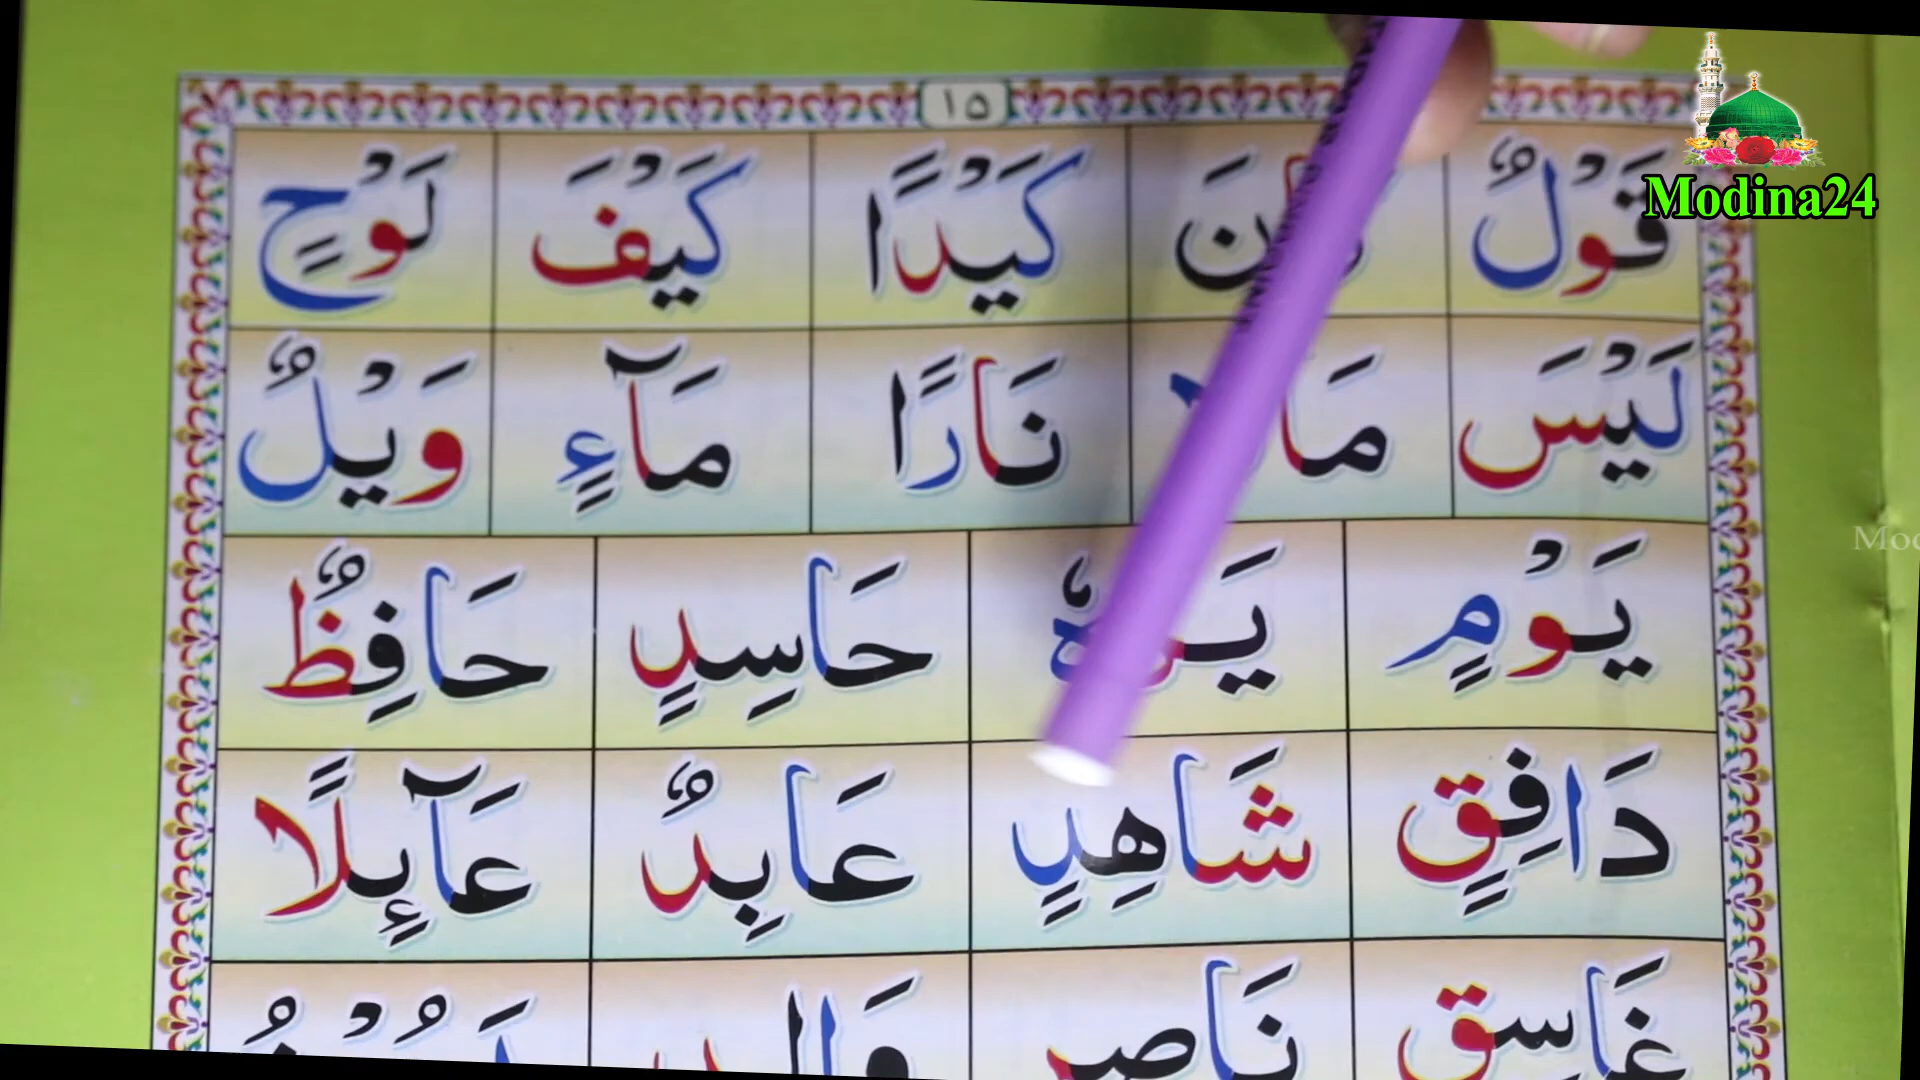 ١٥
Modina24
قَوْلٌ كَيْدًا كَيْفَ لَوْحٍ
لَيْسَ نَارًا مَآءٍ وَيْلٌ
يَوْمٍ حَاسِدٍ حَافِظٌ
دَافِقٍ شَاهِدٍ عَابِدٌ عَآئِلًا
غَاسِقٍ